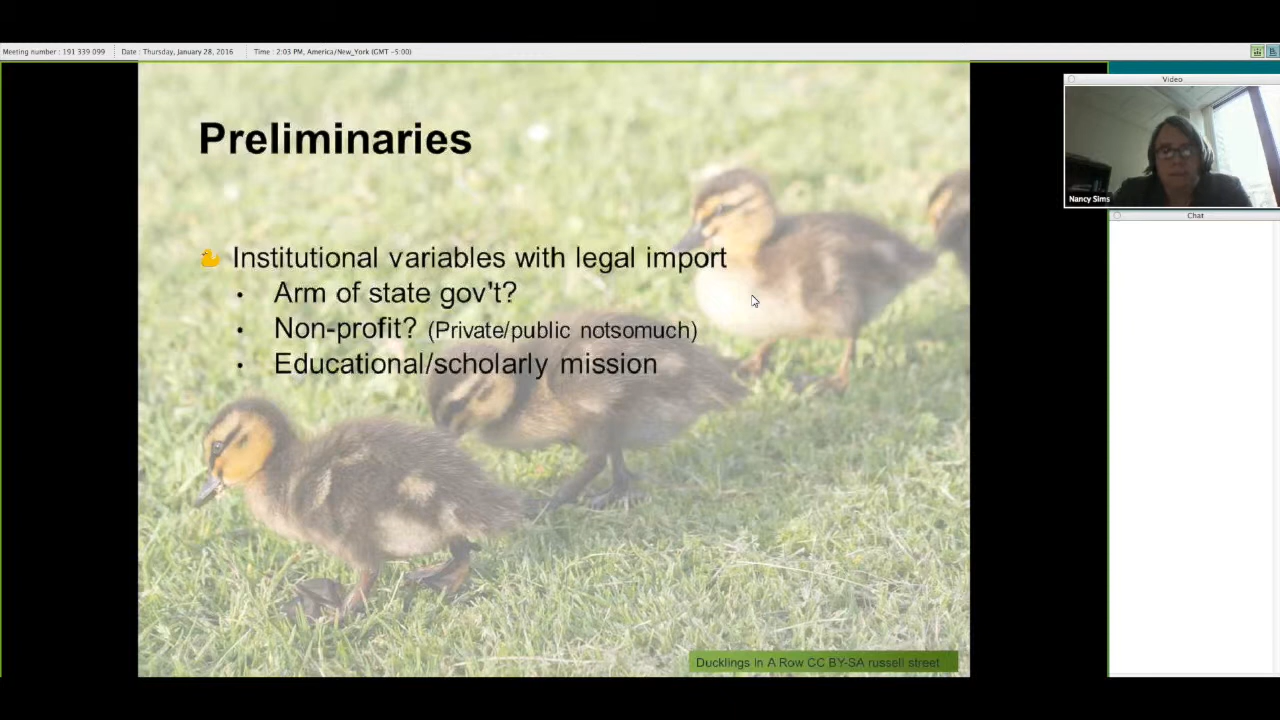 Meeting number : 191 339 099 Date : Thursday, January 28, 2016 Time : 2:03 PM, America/New_York (GMT -5:00)
Video
Nancy Sims
Chat
Preliminaries
Institutional variables with legal import
• Arm of state gov't?
• Non-profit? (Private/public notsomuch)
• Educational/scholarly mission
Ducklings In A Row CC BY-SA russell street